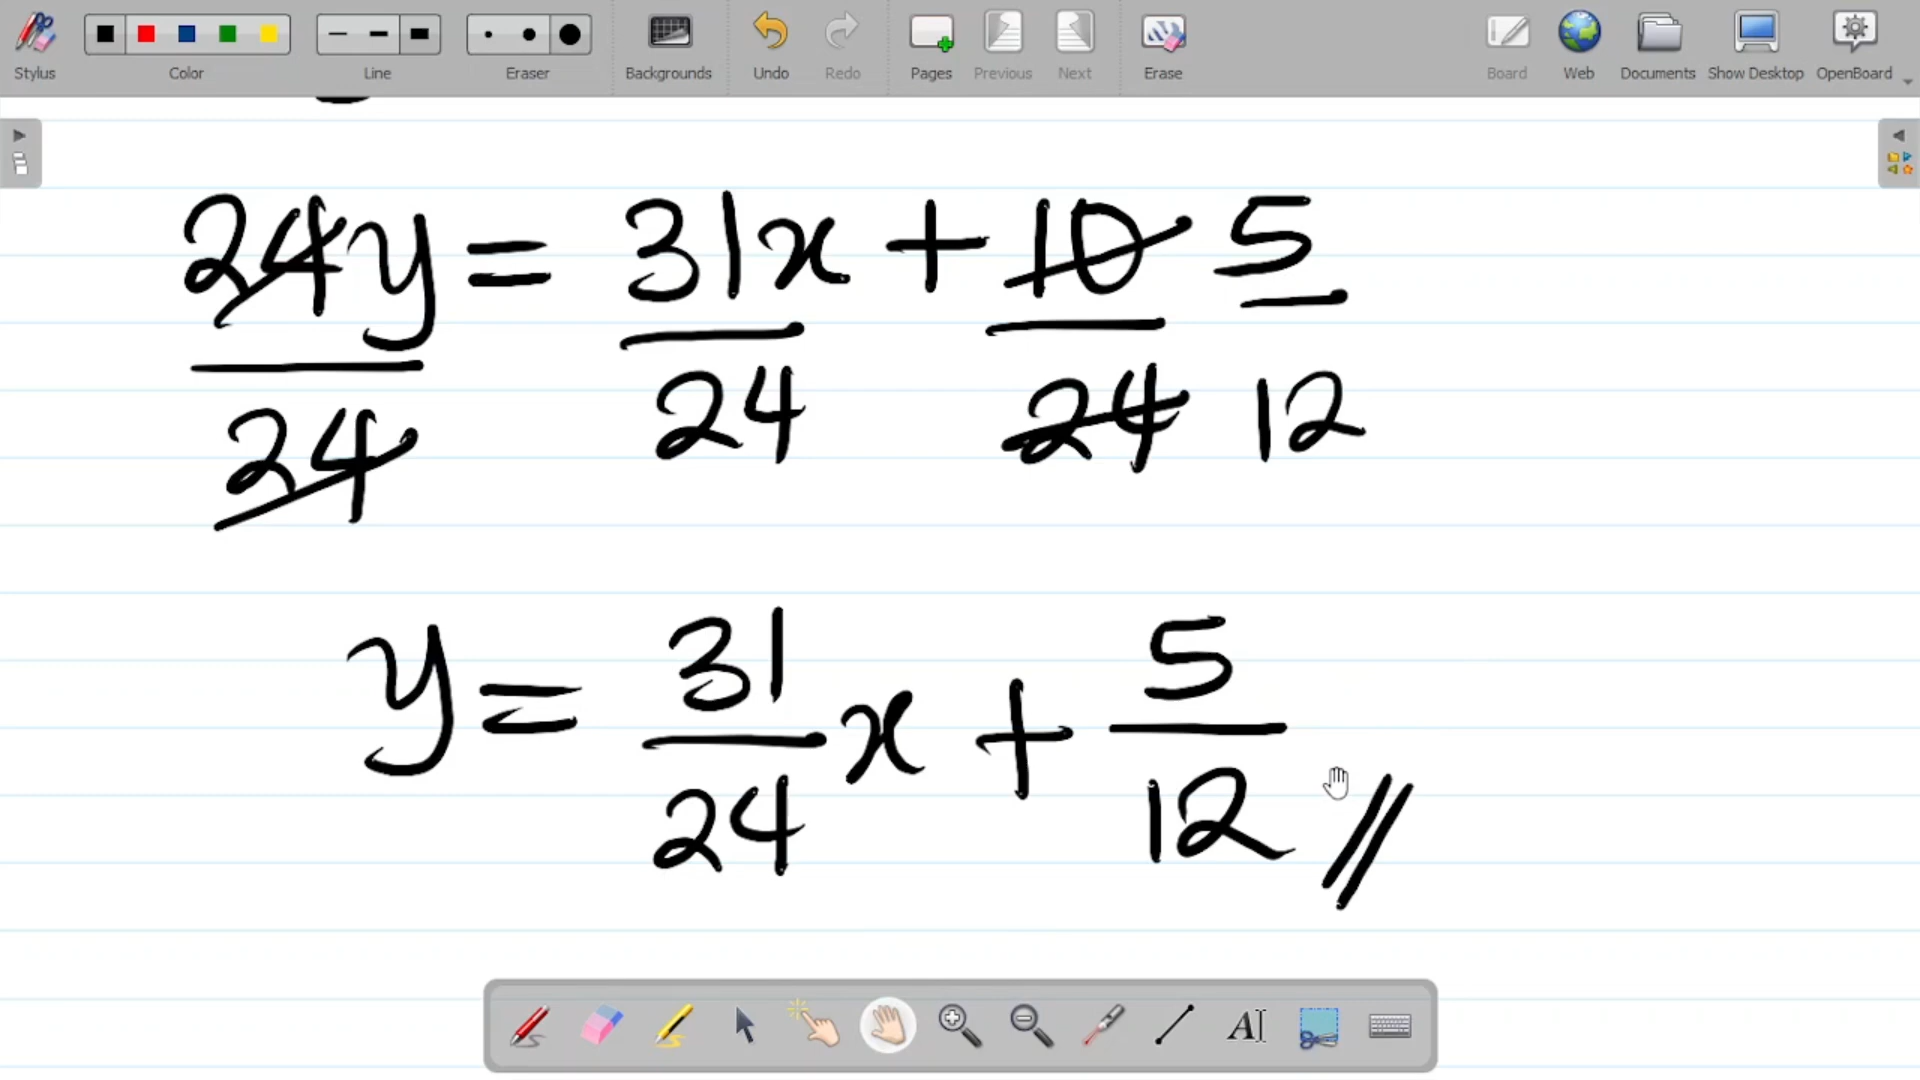 Stylus Color Line Eraser Backgrounds Undo Redo Pages Previous Next Erase Board Web Documents Show Desktop OpenBoard
24y = 31x + 10 5
24 24 24 12
y = 31/24 x + 5/12 //